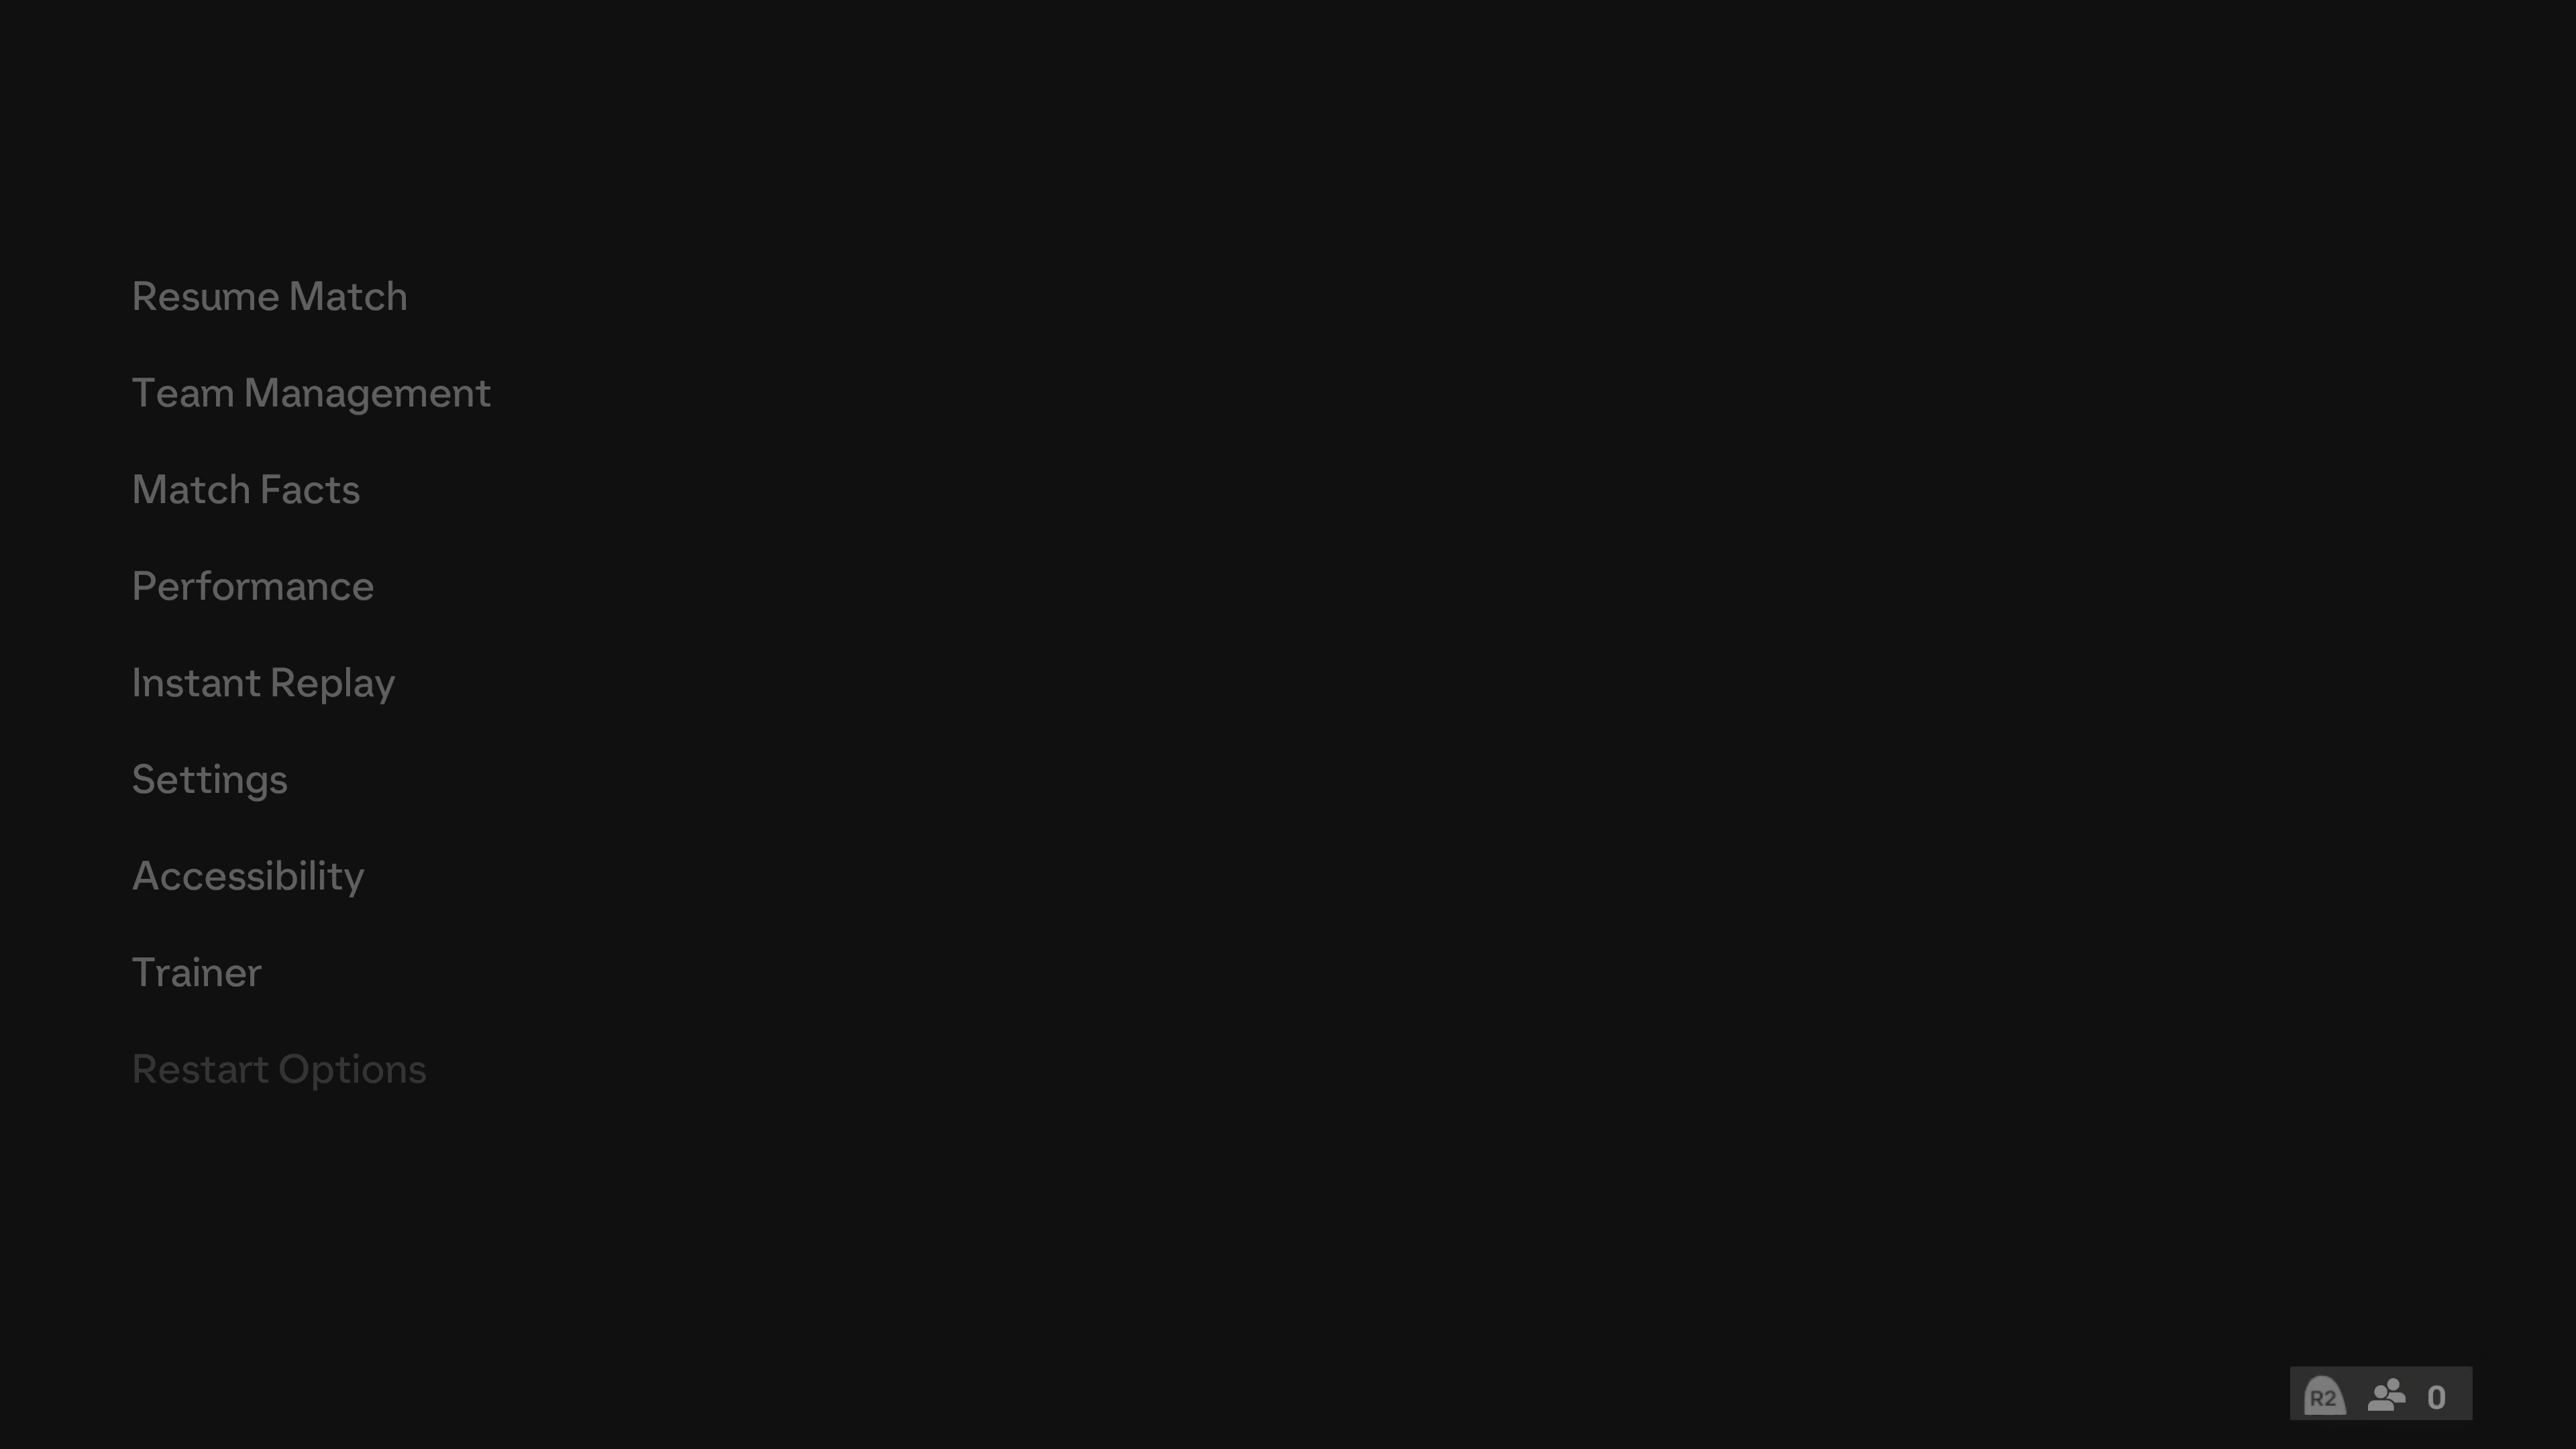 Resume Match
Team Management
Match Facts
Performance
Instant Replay
Settings
Accessibility
Trainer
Restart Options
R2 0